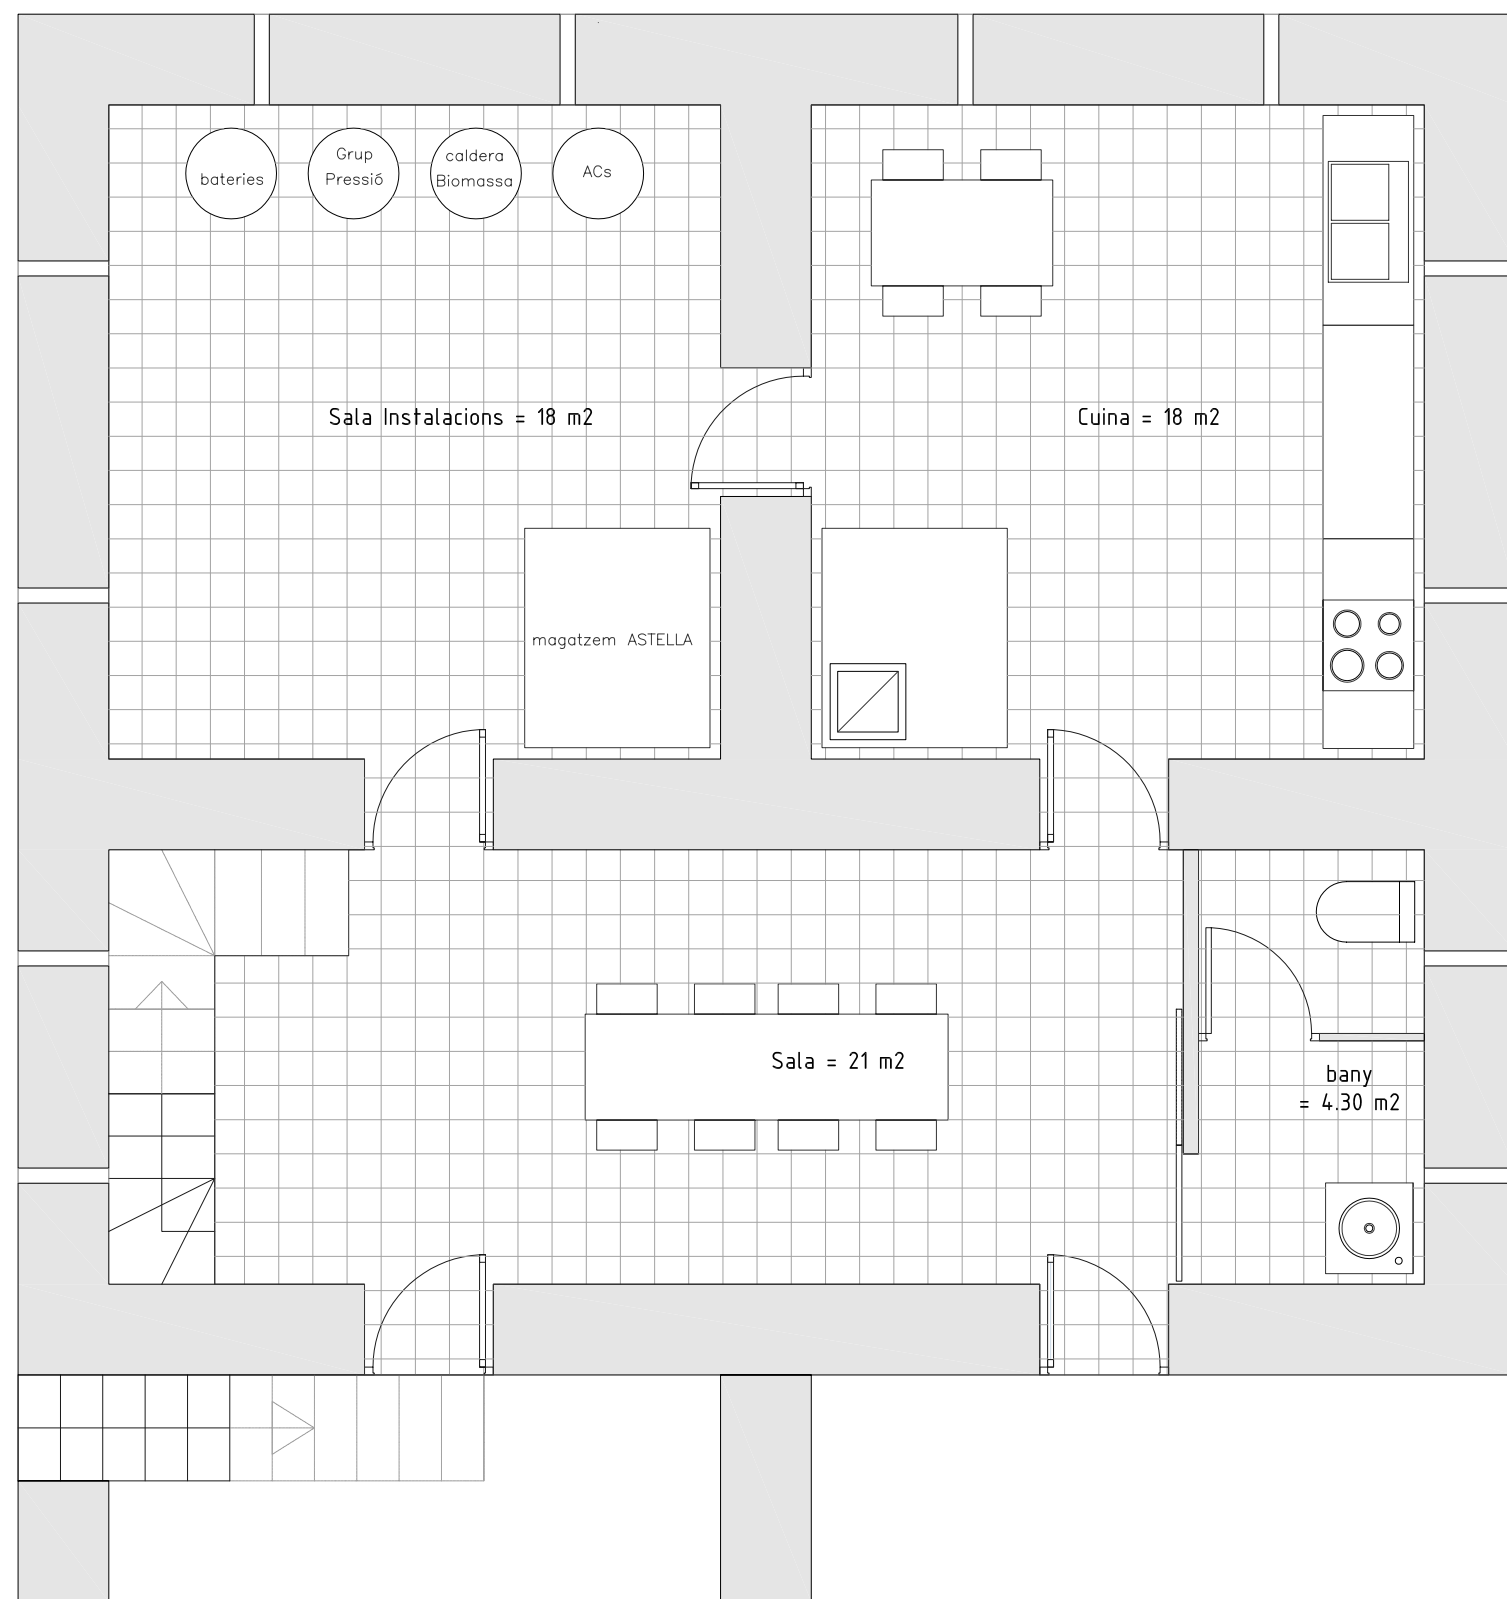 bateries
Grup
Pressió
caldera
Biomassa
ACs
Sala Instalacions = 18 m2
Cuina = 18 m2
magatzem ASTELLA
Sala = 21 m2
bany
= 4.30 m2